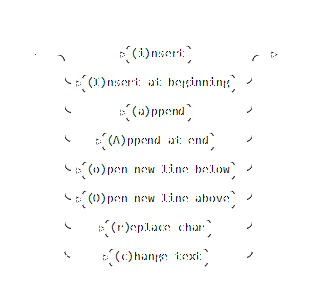 (i)nsert
(I)nsert at beginning
(a)ppend
(A)ppend at end
(o)pen new line below
(O)pen new line above
(r)eplace char
(c)hange text